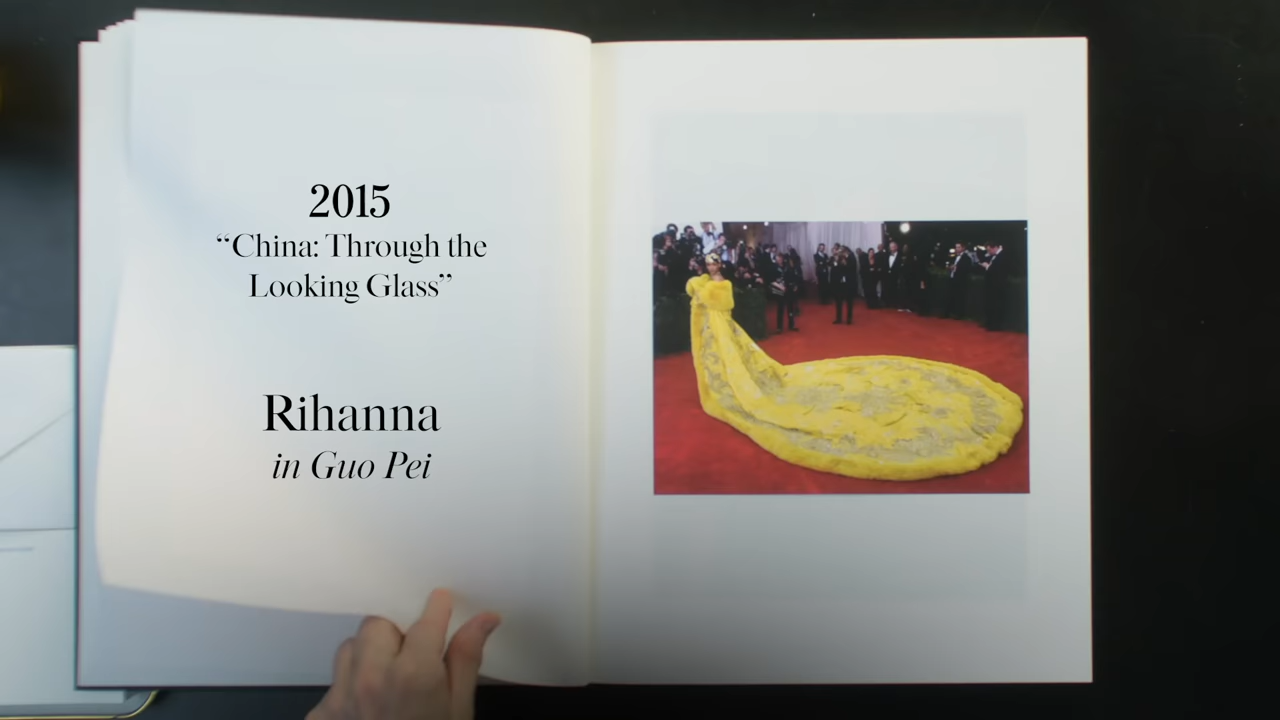 2015
“China: Through the
Looking Glass”
Rihanna
in Guo Pei